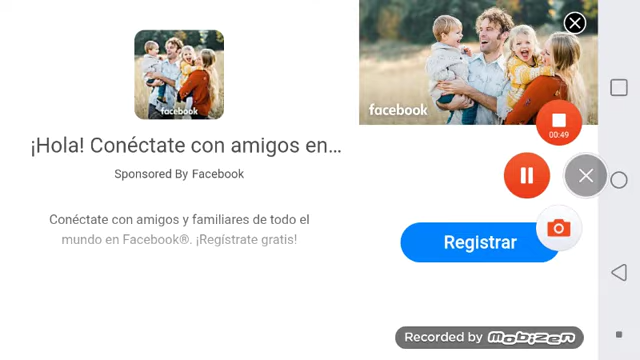 facebook
¡Hola! Conéctate con amigos en...
Sponsored By Facebook
Conéctate con amigos y familiares de todo el
mundo en Facebook®. ¡Regístrate gratis!
facebook
00:49
Registrar
Recorded by mobizen